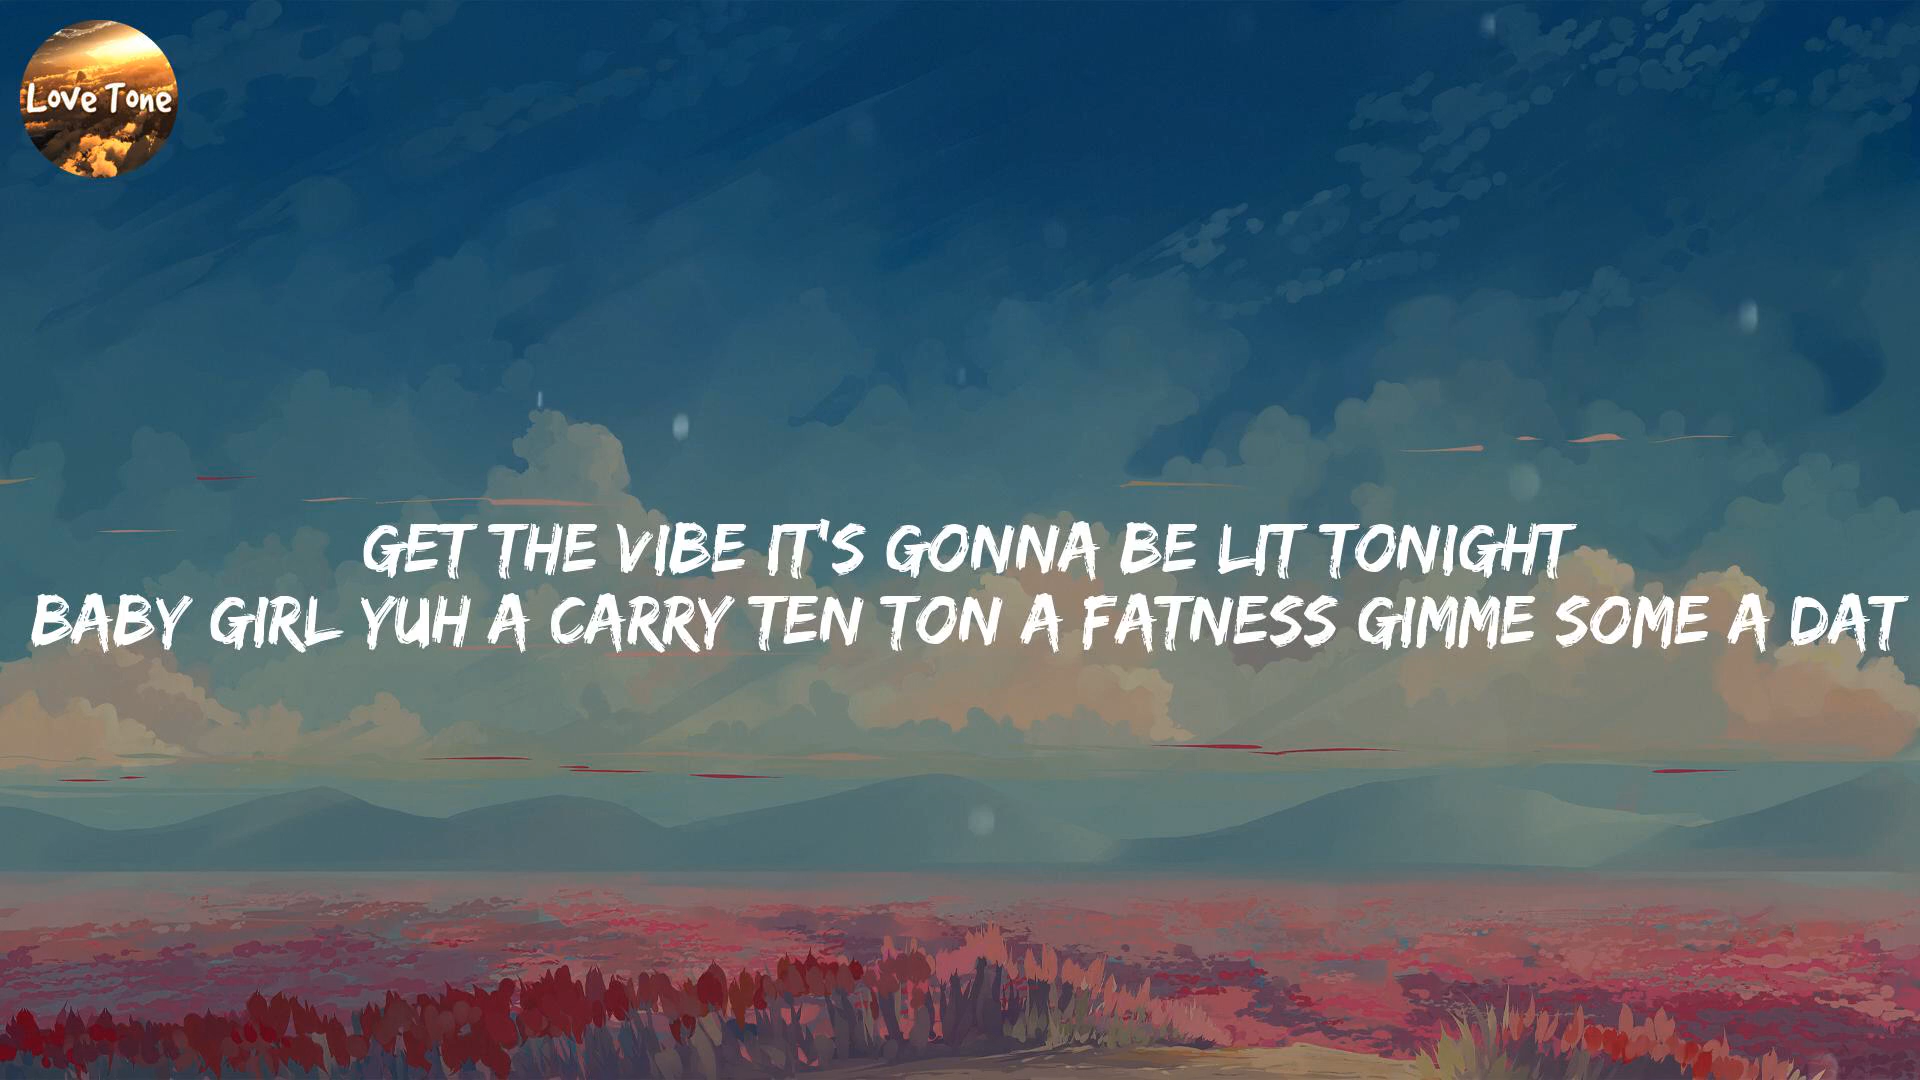 Love Tone
GET THE VIBE IT'S GONNA BE LIT TONIGHT
BABY GIRL YUH A CARRY TEN TON A FATNESS GIMME SOME A DAT